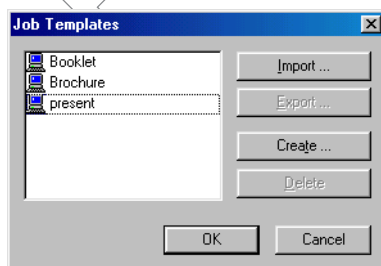 Job Templates
Booklet
Brochure
present
Import ...
Export ...
Create ...
Delete
OK
Cancel